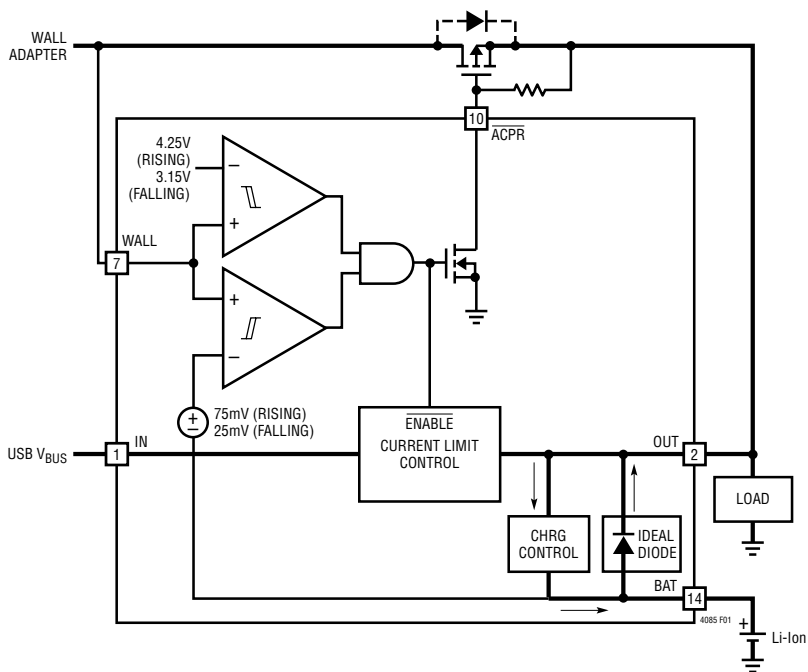 WALL
ADAPTER
10
ACPR
4.25V
(RISING)
3.15V
(FALLING)
–
+
WALL
7
+
–
+
–
75mV (RISING)
25mV (FALLING)
ENABLE
CURRENT LIMIT
CONTROL
USB VBUS
1
IN
OUT
2
LOAD
CHRG
CONTROL
IDEAL
DIODE
BAT
14
4085 F01
+
Li-Ion